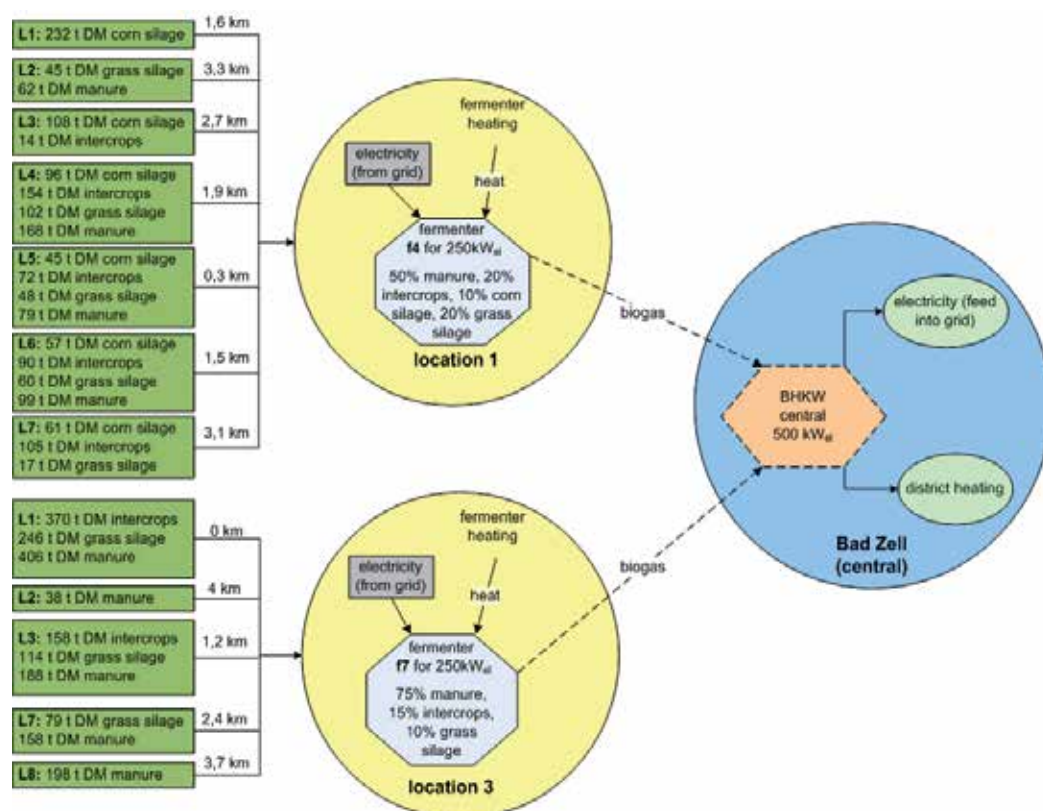 L1: 232 t DM corn silage
1,6 km
L2: 45 t DM grass silage
62 t DM manure
3,3 km
L3: 108 t DM corn silage
14 t DM intercrops
2,7 km
L4: 96 t DM corn silage
154 t DM intercrops
102 t DM grass silage
168 t DM manure
1,9 km
L5: 45 t DM corn silage
72 t DM intercrops
48 t DM grass silage
79 t DM manure
0,3 km
L6: 57 t DM corn silage
90 t DM intercrops
60 t DM grass silage
99 t DM manure
1,5 km
L7: 61 t DM corn silage
105 t DM intercrops
17 t DM grass silage
3,1 km
fermenter
heating
electricity
(from grid)
heat
fermenter
f4 for 250kWel
50% manure, 20%
intercrops, 10% corn
silage, 20% grass
silage
location 1
biogas
L1: 370 t DM intercrops
246 t DM grass silage
406 t DM manure
0 km
L2: 38 t DM manure
4 km
L3: 158 t DM intercrops
114 t DM grass silage
188 t DM manure
1,2 km
L7: 79 t DM grass silage
158 t DM manure
2,4 km
L8: 198 t DM manure
3,7 km
fermenter
heating
electricity
(from grid)
heat
fermenter
f7 for 250kWel
75% manure,
15% intercrops,
10% grass
silage
location 3
biogas
electricity (feed
into grid)
BHKW
central
500 kWel
district heating
Bad Zell
(central)